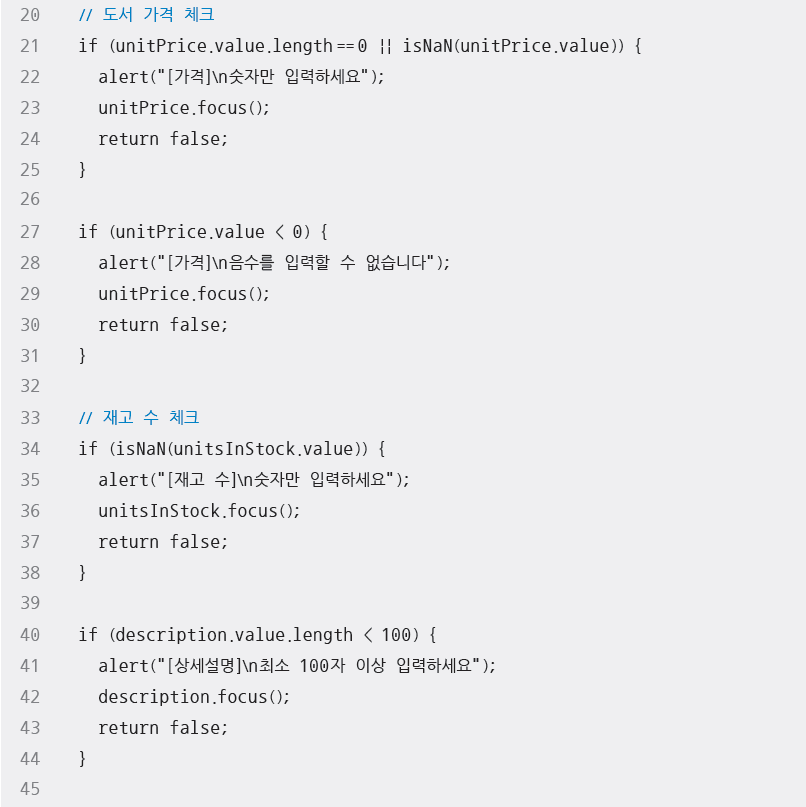 20 // 도서 가격 체크
21 if (unitPrice.value.length==0 || isNaN(unitPrice.value)) {
22 alert("[가격]\n숫자만 입력하세요");
23 unitPrice.focus();
24 return false;
25 }
26
27 if (unitPrice.value < 0) {
28 alert("[가격]\n음수를 입력할 수 없습니다");
29 unitPrice.focus();
30 return false;
31 }
32
33 // 재고 수 체크
34 if (isNaN(unitsInStock.value)) {
35 alert("[재고 수]\n숫자만 입력하세요");
36 unitsInStock.focus();
37 return false;
38 }
39
40 if (description.value.length < 100) {
41 alert("[상세설명]\n최소 100자 이상 입력하세요");
42 description.focus();
43 return false;
44 }
45